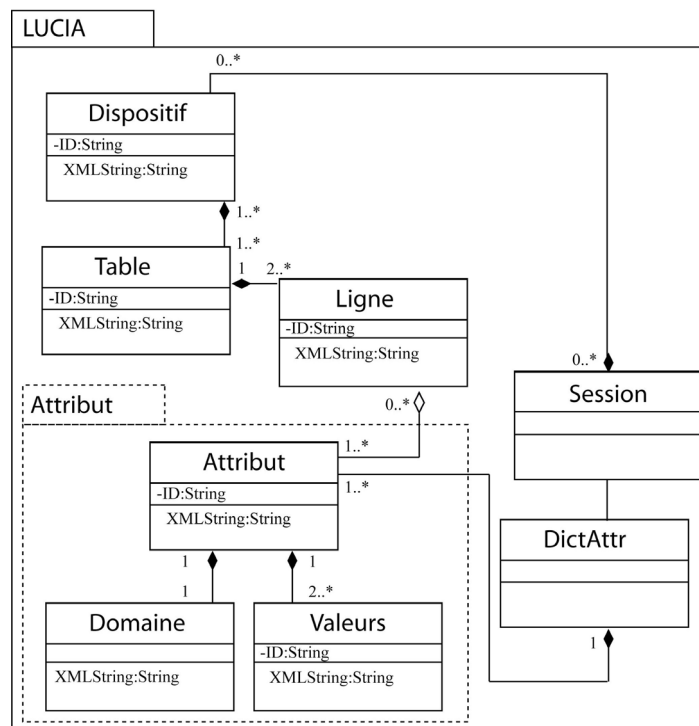 LUCIA
0..*
Dispositif
-ID:String
XMLString:String
1..*
1..*
Table
-ID:String
XMLString:String
1
2..*
Ligne
-ID:String
XMLString:String
0..*
0..*
Session
Attribut
1..*
Attribut
-ID:String
XMLString:String
1..*
DictAttr
1
1
1
1
2..*
Domaine
XMLString:String
Valeurs
-ID:String
XMLString:String